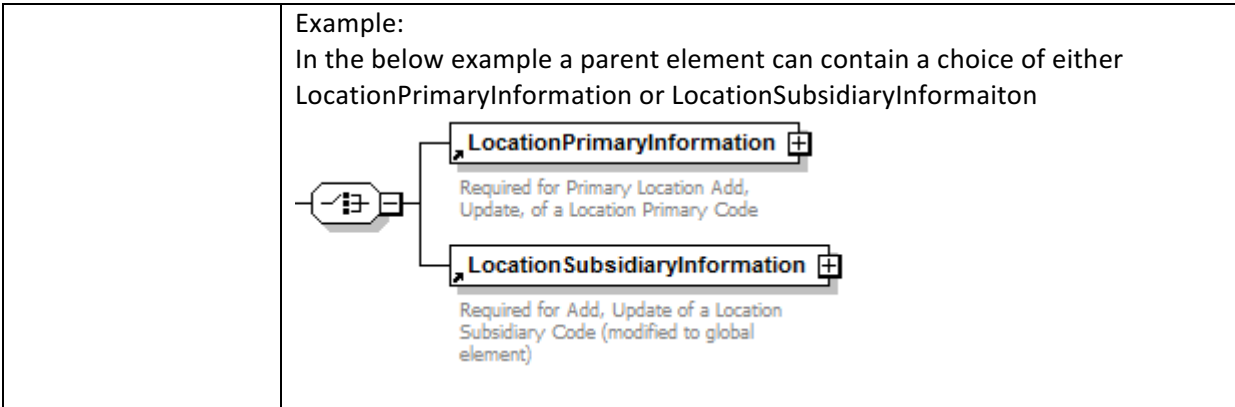 Example:
In the below example a parent element can contain a choice of either
LocationPrimaryInformation or LocationSubsidiaryInformaiton
LocationPrimaryInformation
Required for Primary Location Add,
Update, of a Location Primary Code
LocationSubsidiaryInformation
Required for Add, Update of a Location
Subsidiary Code (modified to global
element)